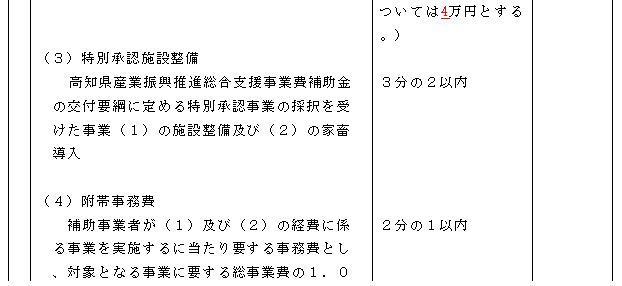 ついては4万円とする
。）
（３）特別承認施設整備
高知県産業振興推進総合支援事業費補助金
３分の２以内
の交付要綱に定める特別承認事業の採択を受
けた事業（１）の施設整備及び（２）の家畜
導入
（４）附帯事務費
補助事業者が（１）及び（２）の経費に係
２分の１以内
る事業を実施するに当たり要する事務費とし
、対象となる事業に要する総事業費の１．０